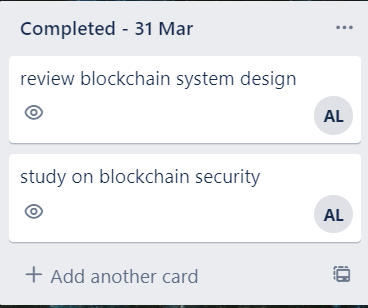 Completed - 31 Mar
review blockchain system design
AL
study on blockchain security
AL
Add another card